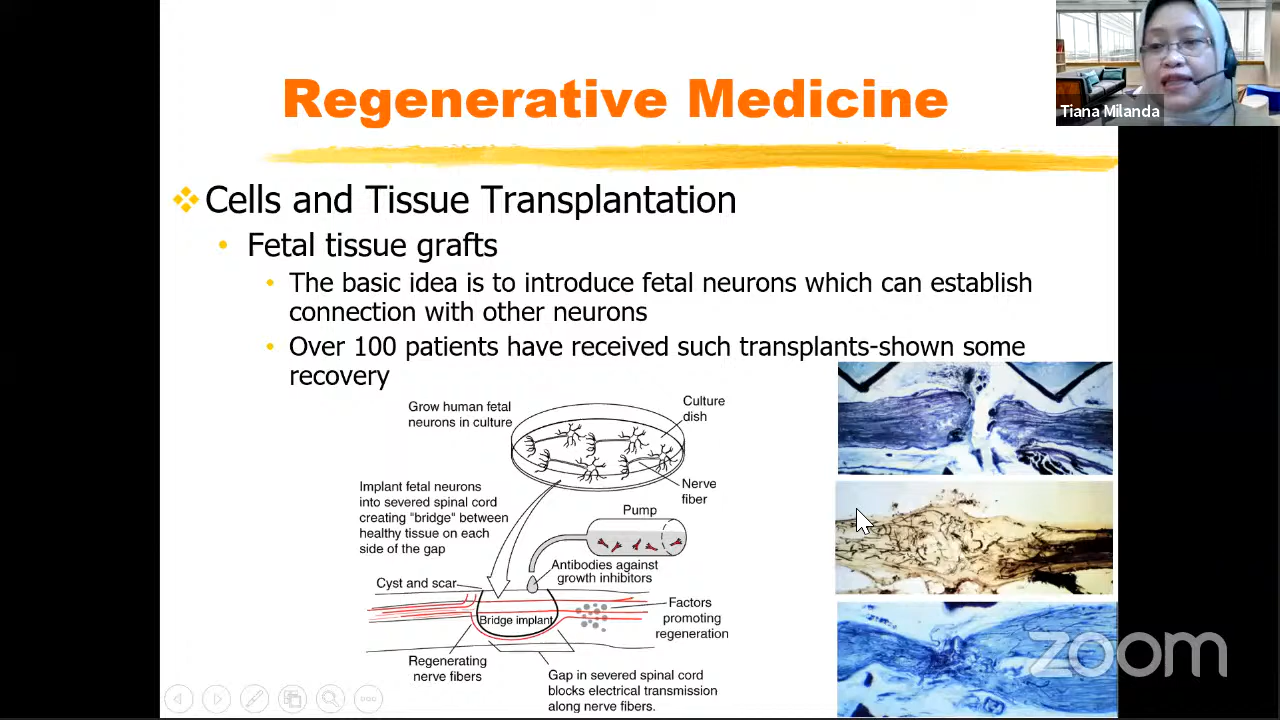 Regenerative Medicine
Tiana Milanda
Cells and Tissue Transplantation
Fetal tissue grafts
The basic idea is to introduce fetal neurons which can establish
connection with other neurons
Over 100 patients have received such transplants-shown some
recovery
Grow human fetal
neurons in culture
Culture
dish
Nerve
fiber
Implant fetal neurons
into severed spinal cord
creating "bridge" between
healthy tissue on each
side of the gap
Pump
Antibodies against
growth inhibitors
Cyst and scar
Bridge implant
Factors
promoting
regeneration
Regenerating
nerve fibers
Gap in severed spinal cord
blocks electrical transmission
along nerve fibers.
zoom